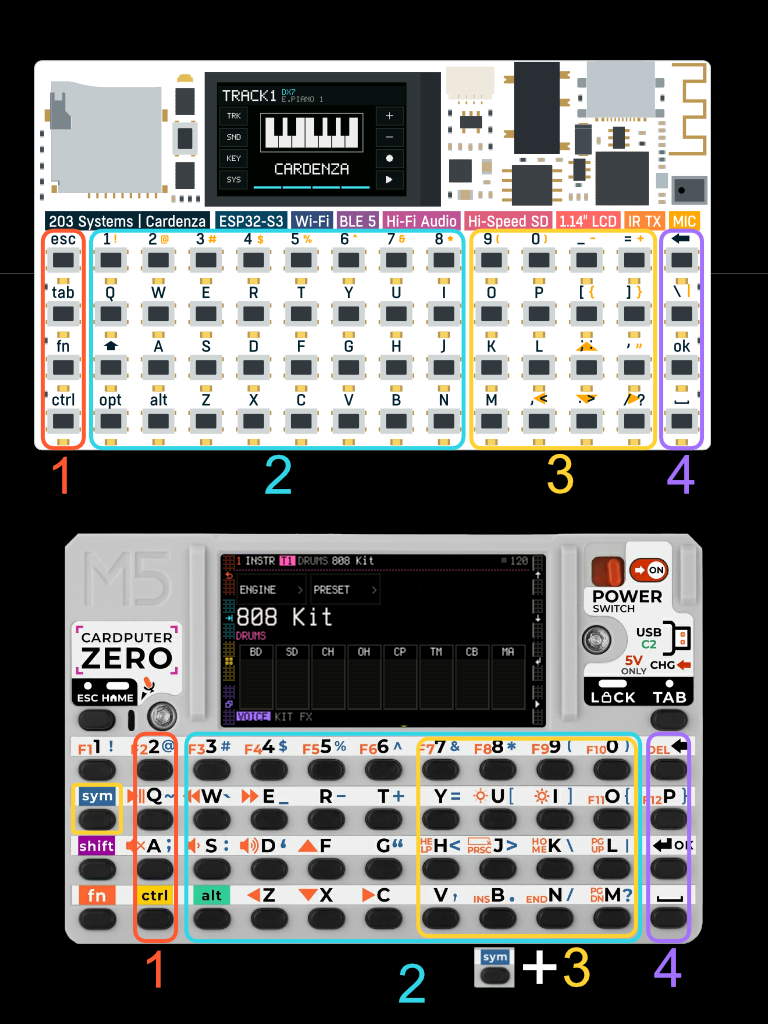 TRACK1 DX7
E.PIANO 1
TRK +
SND −
KEY
CARDENZA
SYS
203 Systems | Cardenza ESP32-S3 Wi-Fi BLE 5 Hi-Fi Audio Hi-Speed SD 1.14" LCD IR TX MIC
esc 1 ! 2 @ 3 # 4 $ 5 % 6 ^ 7 & 8 * 9 ( 0 ) _ - = +
tab Q W E R T Y U I O P [ { ] } \ |
fn A S D F G H J K L ' " ok
ctrl opt alt Z X C V B N M , < . > / ?
1 2 3 4
M5
1 INSTR T1 DRUMS 808 Kit 120
ENGINE > PRESET >
808 Kit
DRUMS
BD SD CH OH CP TM CB MA
VOICE KIT FX
CARDPUTER
ZERO
ESC HOME
ON
POWER
SWITCH
USB
C2
5V
ONLY
CHG
LOCK TAB
F1 1 ! F2 2 @ F3 3 # F4 4 $ F5 5 % F6 6 ^ F7 7 & F8 8 * F9 9 ( F10 0 ) DEL
sym Q ~ W ` E _ R − T + Y = U [ I ] F11 O { F12 P }
shift A ; S : D ‘ F G “ HELP H < PRSC J > HOME K \ PGUP L | OK
fn ctrl alt Z X C V , INS B . END N / PGDN M ?
1 2 sym + 3 4